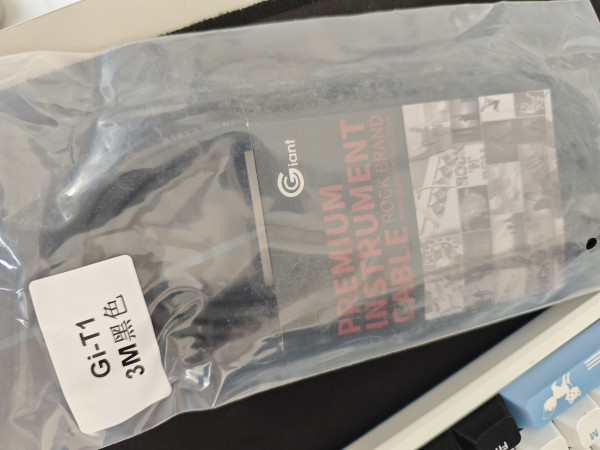 Giant
PREMIUM
INSTRUMENT
CABLE ROCK BRAND
Gi-T1
3M黑色
M